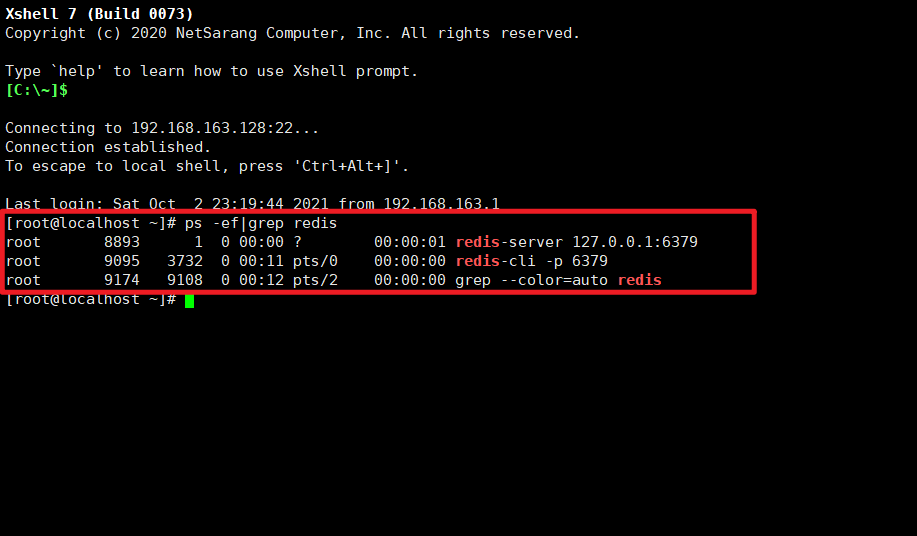 Xshell 7 (Build 0073)
Copyright (c) 2020 NetSarang Computer, Inc. All rights reserved.
Type `help' to learn how to use Xshell prompt.
[C:\~]$
Connecting to 192.168.163.128:22...
Connection established.
To escape to local shell, press 'Ctrl+Alt+]'.
Last login: Sat Oct  2 23:19:44 2021 from 192.168.163.1
[root@localhost ~]# ps -ef|grep redis
root       8893      1  0 00:00 ?        00:00:01 redis-server 127.0.0.1:6379
root       9095   3732  0 00:11 pts/0    00:00:00 redis-cli -p 6379
root       9174   9108  0 00:12 pts/2    00:00:00 grep --color=auto redis
[root@localhost ~]#